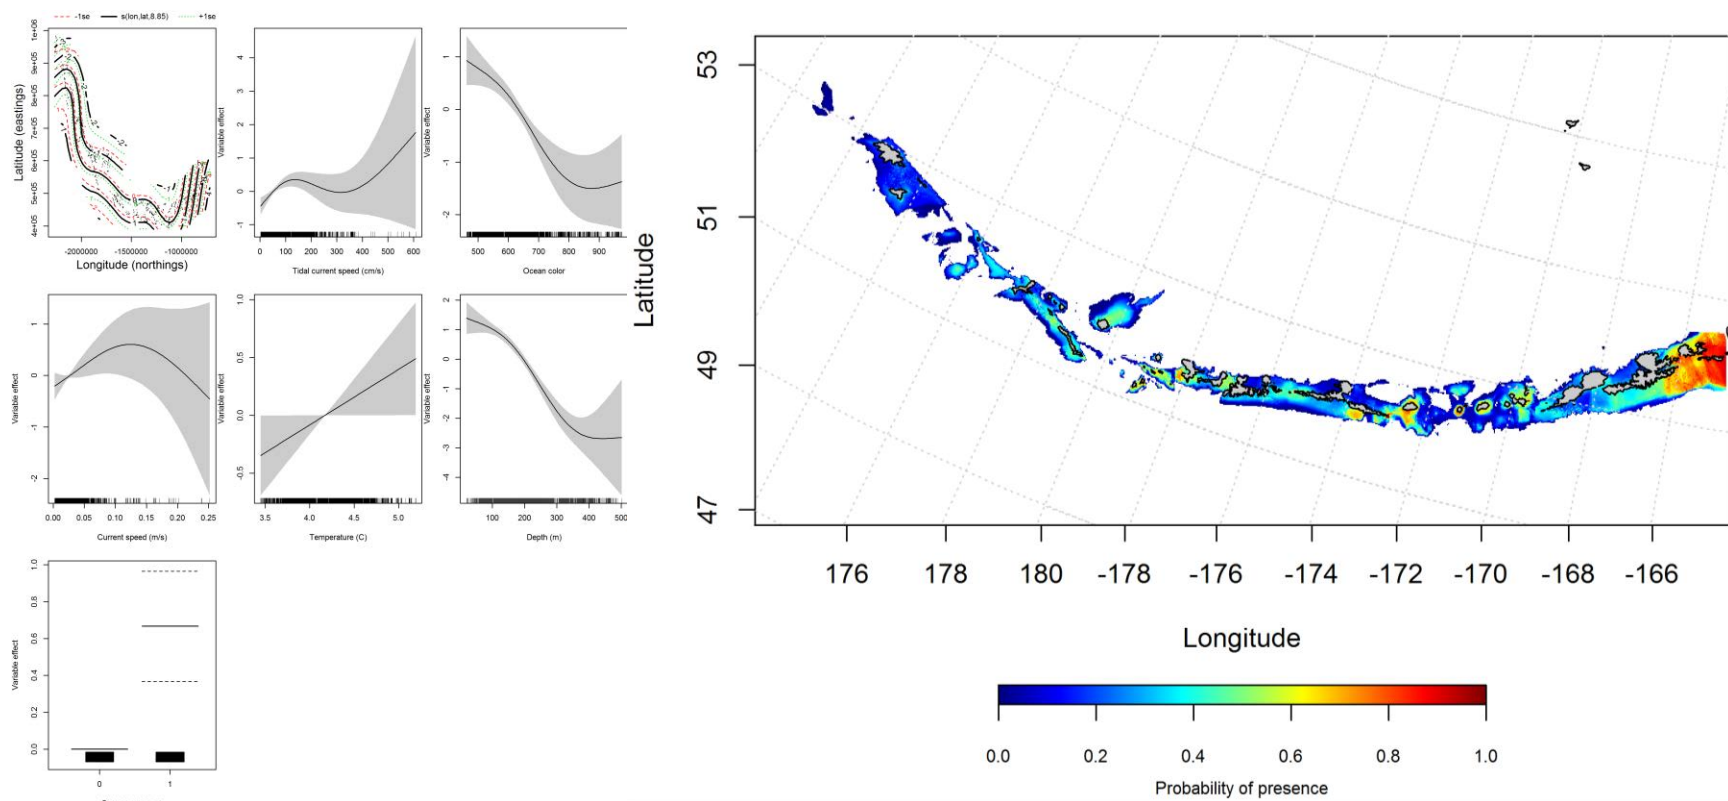 -1se s(lon,lat,8.85) +1se
1e+06
9e+05
8e+05
7e+05
6e+05
5e+05
4e+05
Latitude (eastings)
-2000000 -1500000 -1000000
Longitude (northings)
Variable effect
4
3
2
1
0
-1
0 100 200 300 400 500 600
Tidal current speed (cm/s)
Variable effect
1
0
-1
-2
500 600 700 800 900
Ocean color
Variable effect
1
0
-1
-2
0.00 0.05 0.10 0.15 0.20 0.25
Current speed (m/s)
Variable effect
1.0
0.5
0.0
-0.5
3.5 4.0 4.5 5.0
Temperature (C)
Variable effect
2
1
0
-1
-2
-3
-4
100 200 300 400 500
Depth (m)
Variable effect
1.0
0.8
0.6
0.4
0.2
0.0
0 1
Latitude
53
51
49
47
176 178 180 -178 -176 -174 -172 -170 -168 -166
Longitude
0.0 0.2 0.4 0.6 0.8 1.0
Probability of presence